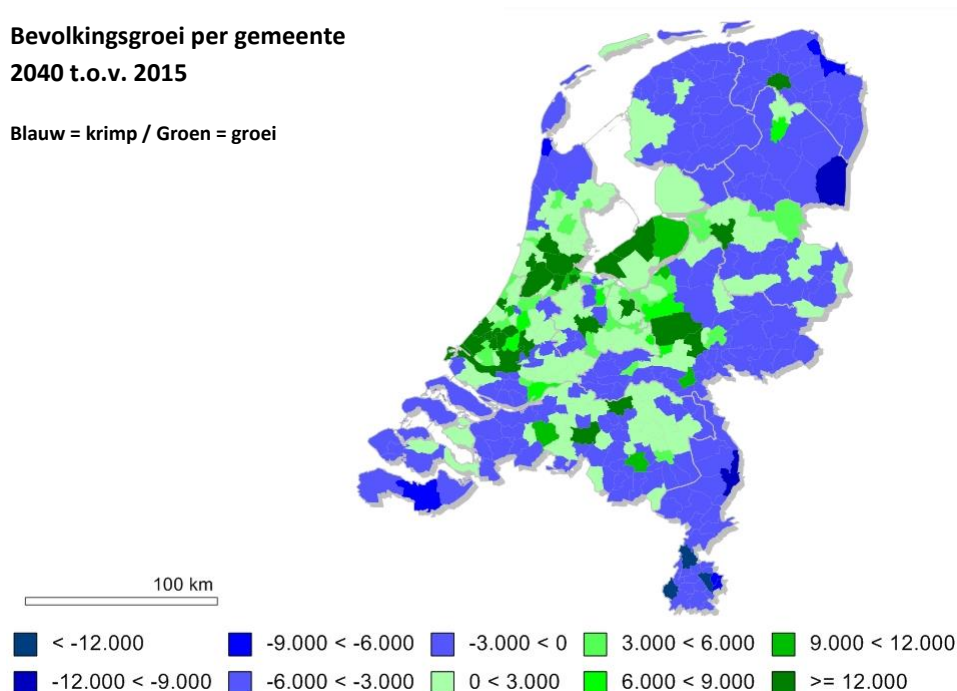 Bevolkingsgroei per gemeente
2040 t.o.v. 2015
Blauw = krimp / Groen = groei
100 km
< -12.000
-9.000 < -6.000
-3.000 < 0
3.000 < 6.000
9.000 < 12.000
-12.000 < -9.000
-6.000 < -3.000
0 < 3.000
6.000 < 9.000
>= 12.000